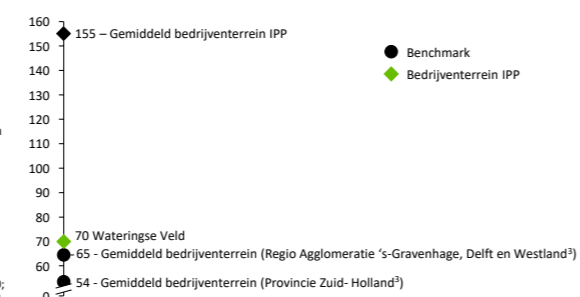 160
155 – Gemiddeld bedrijventerrein IPP
150
Benchmark
140
Bedrijventerrein IPP
130
120
110
100
90
80
70
70 Wateringse Veld
65 - Gemiddeld bedrijventerrein (Regio Agglomeratie ‘s-Gravenhage, Delft en Westland³)
60
54 - Gemiddeld bedrijventerrein (Provincie Zuid- Holland³)
0